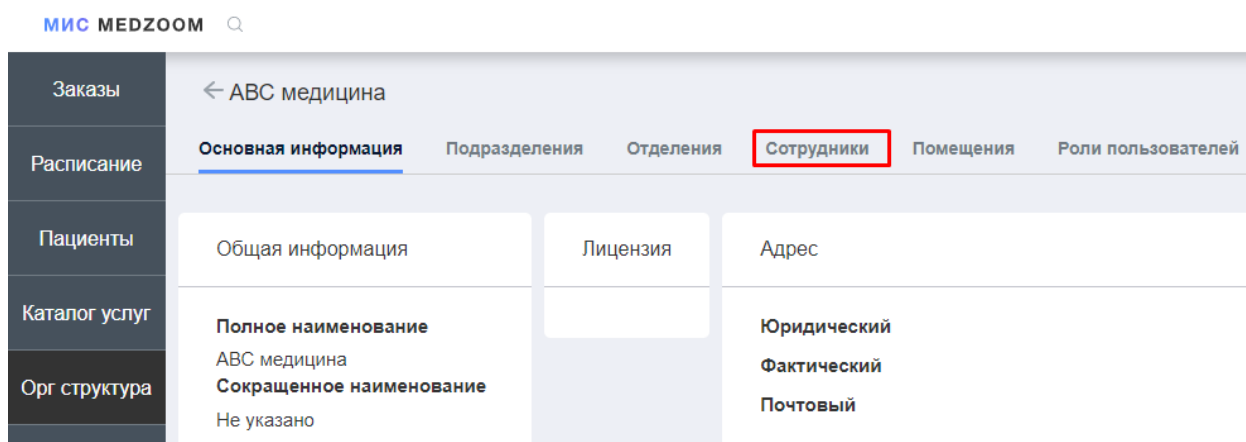 МИС MEDZOOM
Заказы
Расписание
Пациенты
Каталог услуг
Орг структура
АВС медицина
Основная информация Подразделения Отделения Сотрудники Помещения Роли пользователей
Общая информация
Полное наименование
АВС медицина
Сокращенное наименование
Не указано
Лицензия
Адрес
Юридический
Фактический
Почтовый